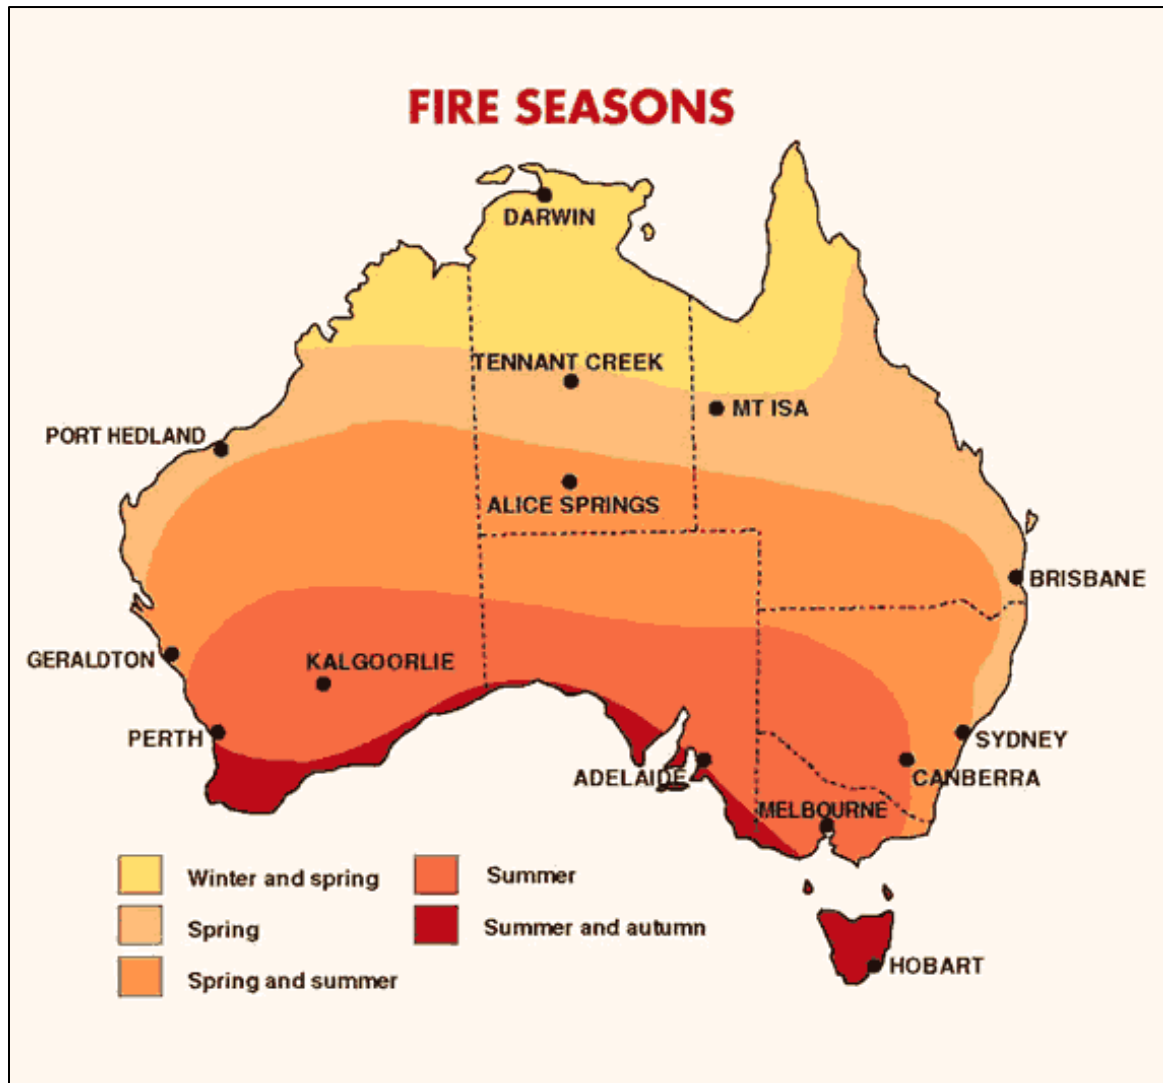 FIRE SEASONS
DARWIN
TENNANT CREEK
MT ISA
PORT HEDLAND
ALICE SPRINGS
BRISBANE
GERALDTON
KALGOORLIE
PERTH
SYDNEY
ADELAIDE
CANBERRA
MELBOURNE
Winter and spring
Summer
Spring
Summer and autumn
Spring and summer
HOBART